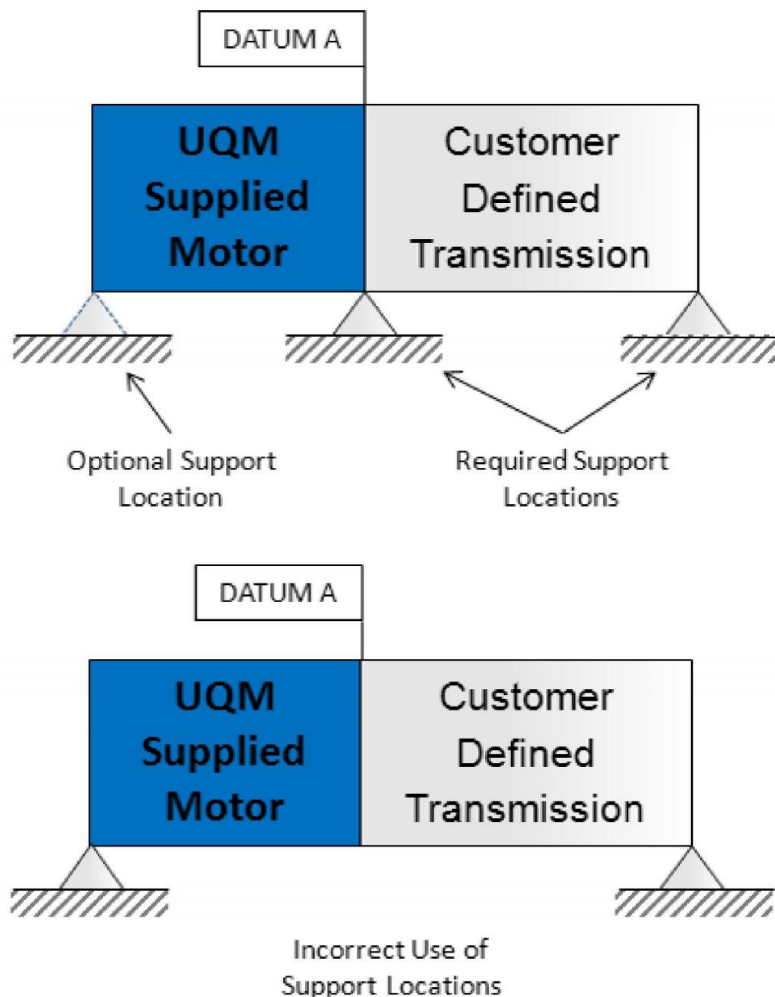 DATUM A
UQM
Supplied
Motor
Customer
Defined
Transmission
Optional Support
Location
Required Support
Locations
DATUM A
UQM
Supplied
Motor
Customer
Defined
Transmission
Incorrect Use of
Support Locations